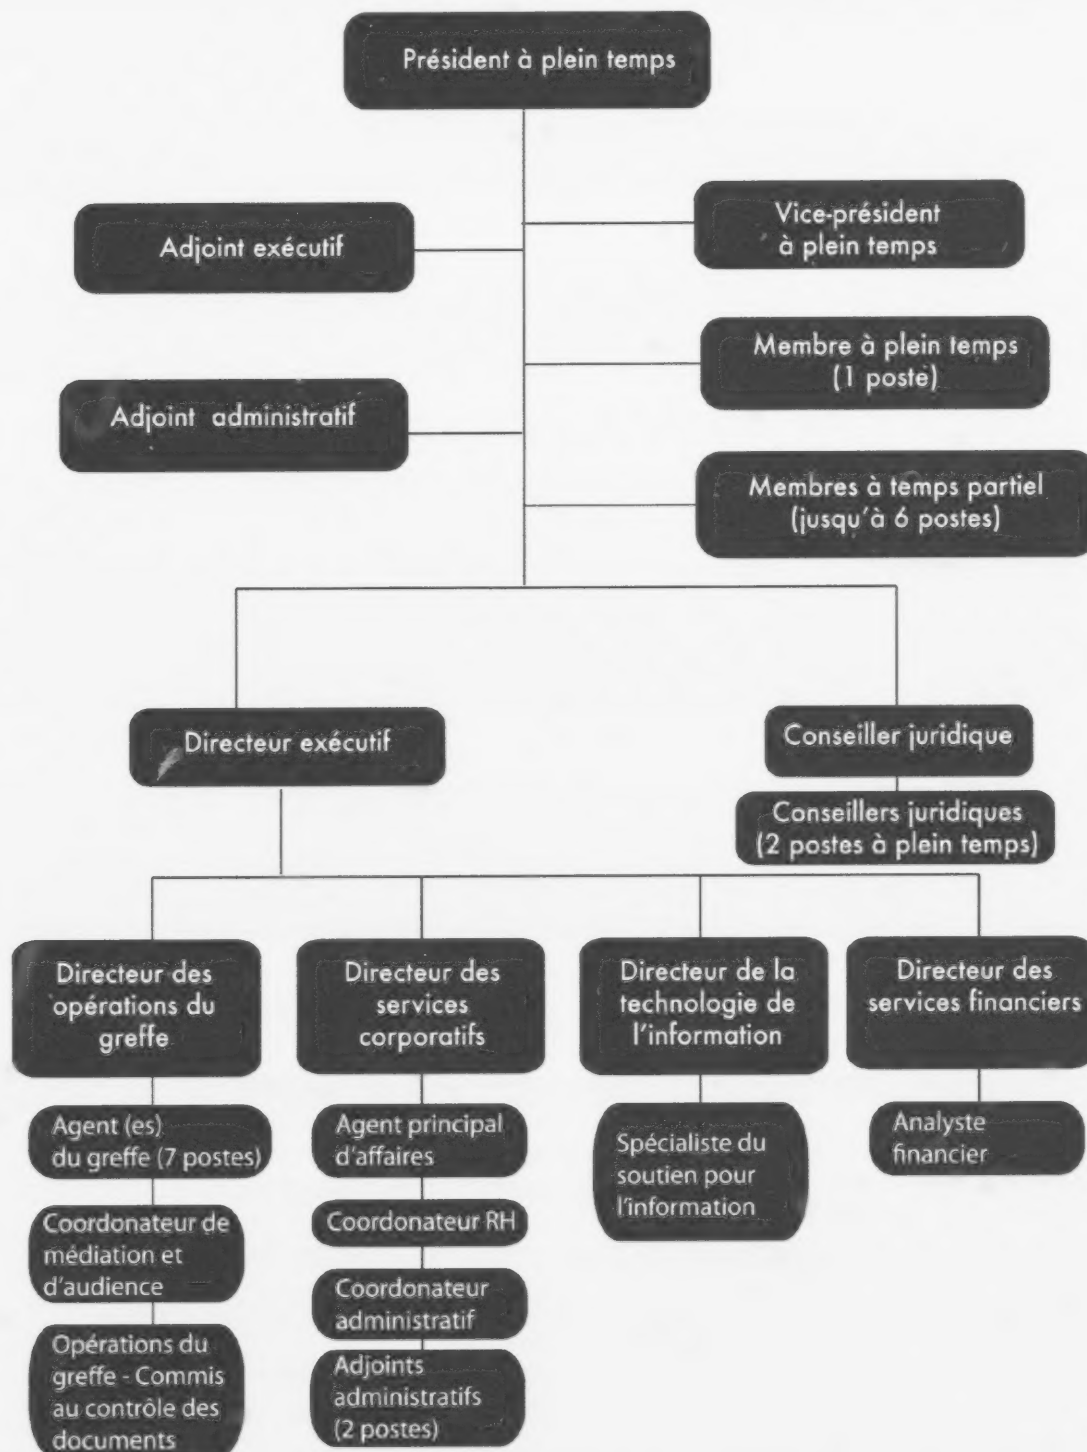 Président à plein temps
Adjoint exécutif
Vice-président
à plein temps
Membre à plein temps
(1 poste)
Adjoint administratif
Membres à temps partiel
(jusqu'à 6 postes)
Directeur exécutif
Conseiller juridique
Conseillers juridiques
(2 postes à plein temps)
Directeur des
opérations du
greffe
Directeur des
services
corporatifs
Directeur de la
technologie de
l'information
Directeur des
services financiers
Agent (es)
du greffe (7 postes)
Coordonateur de
médiation et
d'audience
Opérations du
greffe - Commis
au contrôle des
documents
Agent principal
d'affaires
Coordonateur RH
Coordonateur
administratif
Adjoints
administratifs
(2 postes)
Spécialiste du
soutien pour
l'information
Analyste
financier